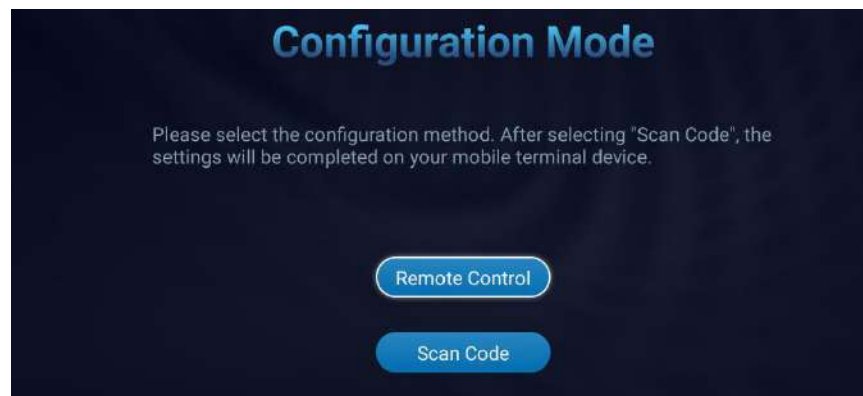 Configuration Mode
Please select the configuration method. After selecting "Scan Code", the
settings will be completed on your mobile terminal device.
Remote Control
Scan Code